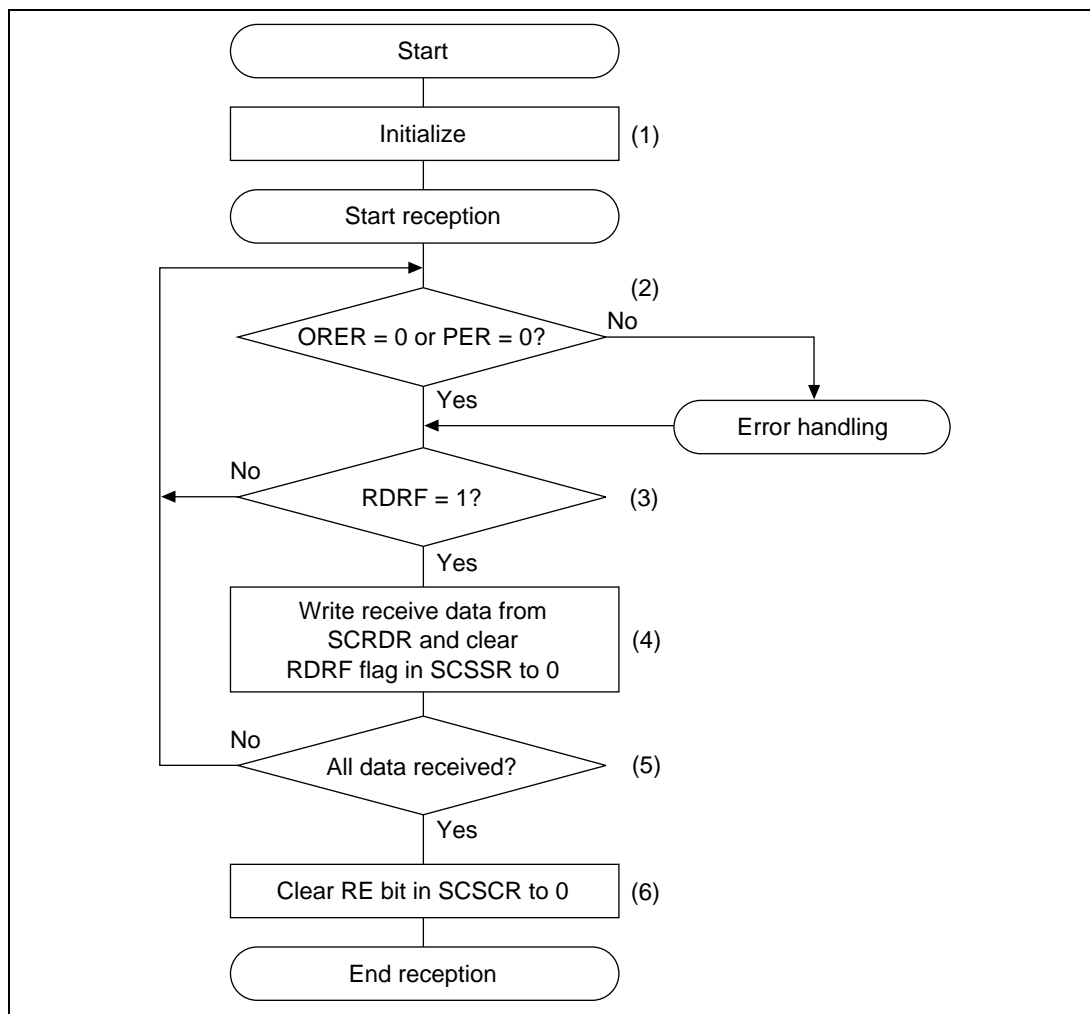 Start
Initialize
(1)
Start reception
(2)
ORER = 0 or PER = 0?
No
Yes
Error handling
No
RDRF = 1?
(3)
Yes
Write receive data from
SCRDR and clear
RDRF flag in SCSSR to 0
(4)
No
All data received?
(5)
Yes
Clear RE bit in SCSCR to 0
(6)
End reception